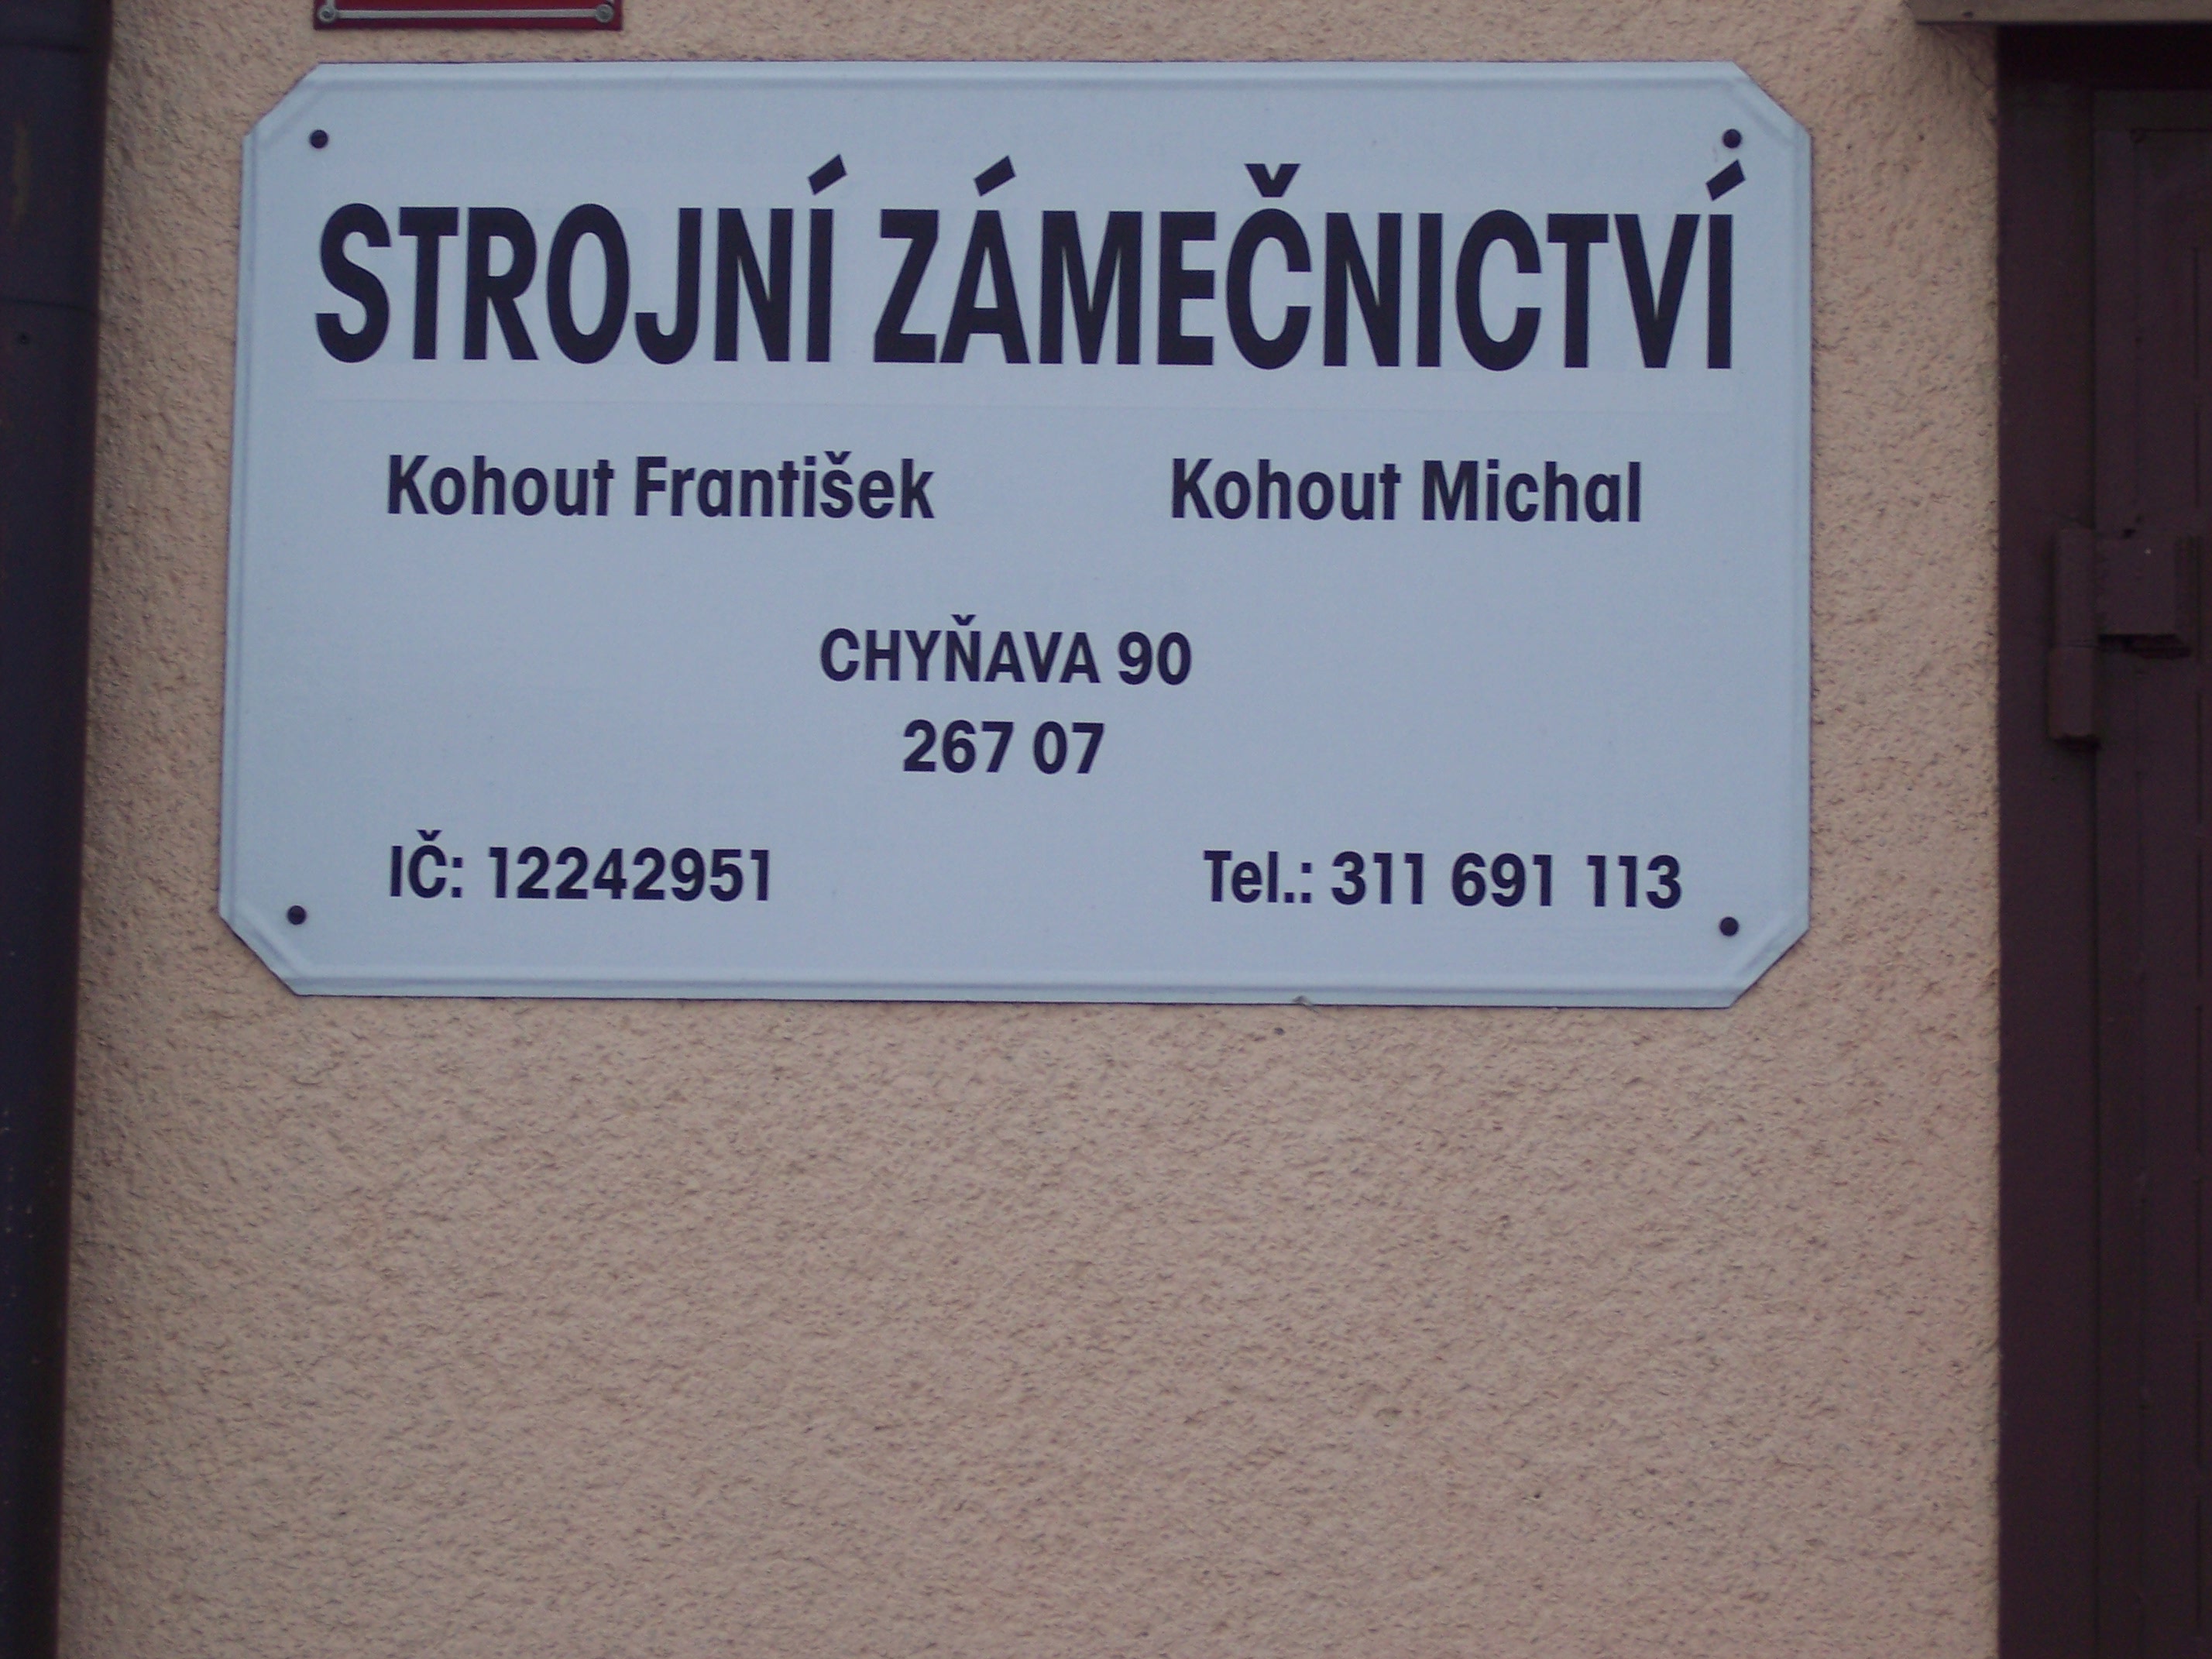 STROJNÍ ZÁMEČNICTVÍ
Kohout František Kohout Michal
CHYŇAVA 90
267 07
IČ: 12242951 Tel.: 311 691 113